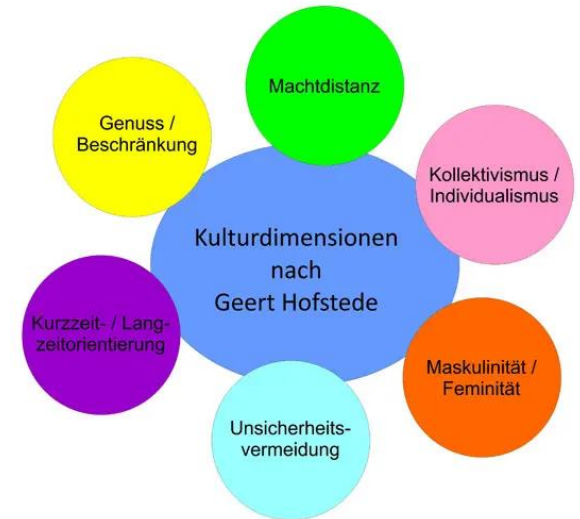 Kulturdimensionen
nach
Geert Hofstede
Machtdistanz
Kollektivismus /
Individualismus
Maskulinität /
Feminität
Unsicherheits-
vermeidung
Kurzzeit- / Lang-
zeitorientierung
Genuss /
Beschränkung